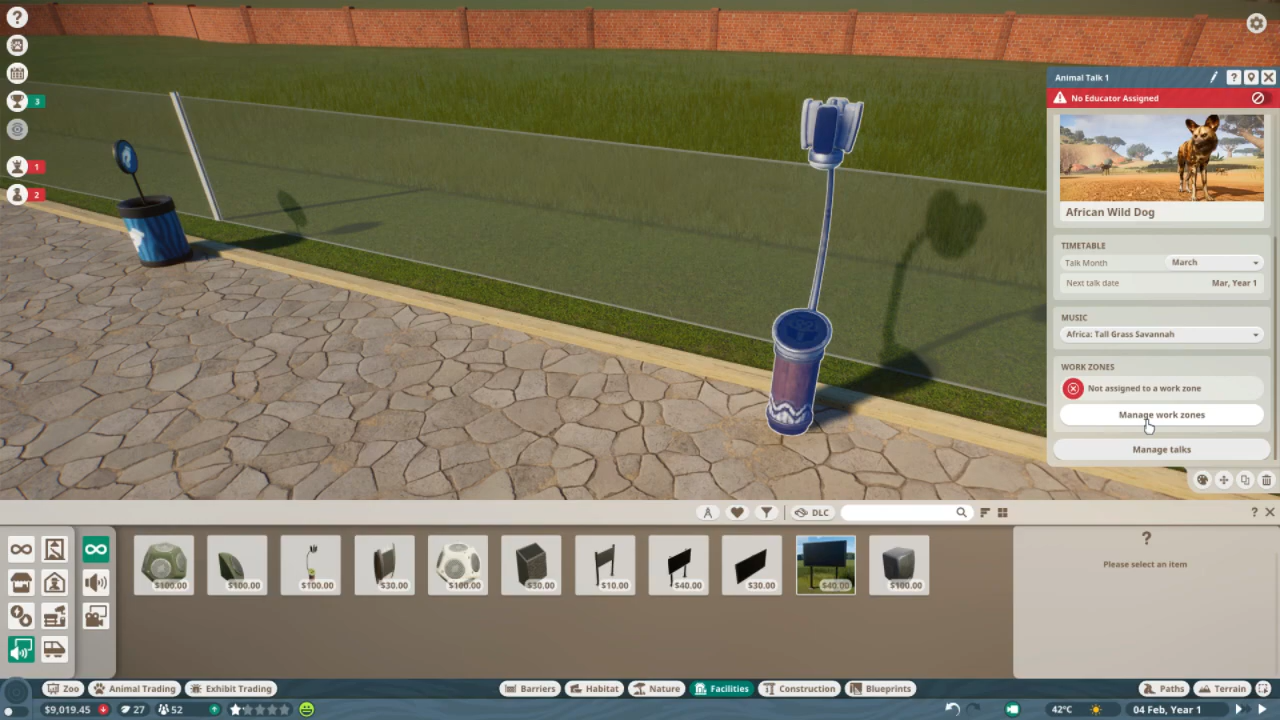 Animal Talk 1
?
No Educator Assigned
3
1
2
African Wild Dog
TIMETABLE
Talk Month March
Next talk date Mar, Year 1
MUSIC
Africa: Tall Grass Savannah
WORK ZONES
Not assigned to a work zone
Manage work zones
Manage talks
DLC
?
$100.00 $100.00 $100.00 $30.00 $100.00 $30.00 $10.00 $40.00 $30.00 $40.00 $100.00
?
Please select an item
Zoo Animal Trading Exhibit Trading Barriers Habitat Nature Facilities Construction Blueprints Paths Terrain
$9,019.45 27 52 42°C 04 Feb, Year 1